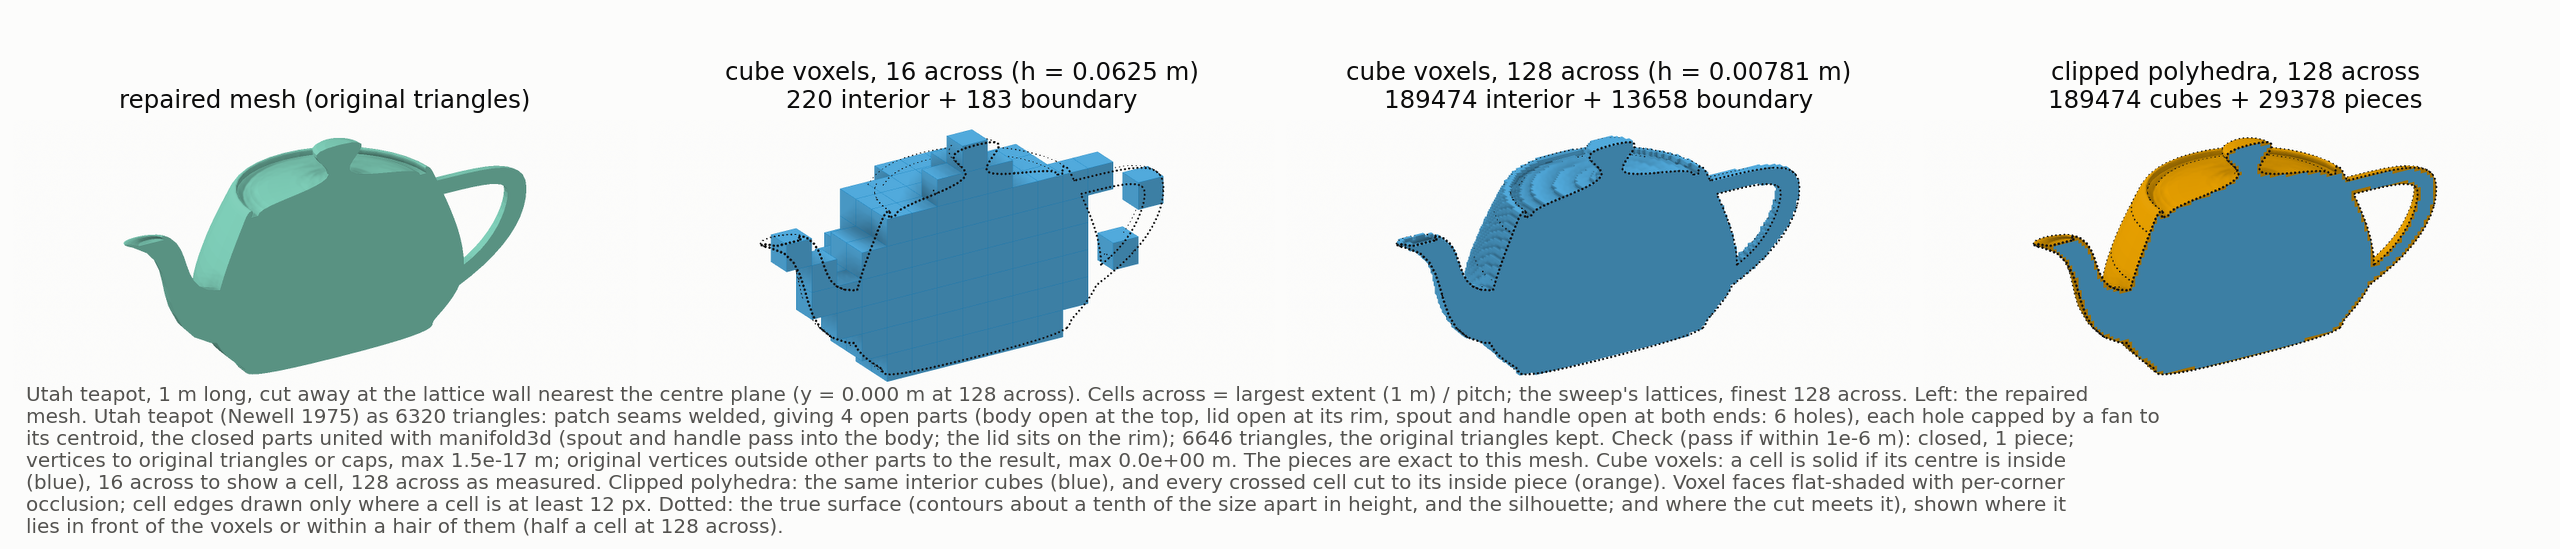 repaired mesh (original triangles)
cube voxels, 16 across (h = 0.0625 m)
220 interior + 183 boundary
cube voxels, 128 across (h = 0.00781 m)
189474 interior + 13658 boundary
clipped polyhedra, 128 across
189474 cubes + 29378 pieces
Utah teapot, 1 m long, cut away at the lattice wall nearest the centre plane (y = 0.000 m at 128 across). Cells across = largest extent (1 m) / pitch; the sweep's lattices, finest 128 across. Left: the repaired
mesh. Utah teapot (Newell 1975) as 6320 triangles: patch seams welded, giving 4 open parts (body open at the top, lid open at its rim, spout and handle open at both ends: 6 holes), each hole capped by a fan to
its centroid, the closed parts united with manifold3d (spout and handle pass into the body; the lid sits on the rim); 6646 triangles, the original triangles kept. Check (pass if within 1e-6 m): closed, 1 piece;
vertices to original triangles or caps, max 1.5e-17 m; original vertices outside other parts to the result, max 0.0e+00 m. The pieces are exact to this mesh. Cube voxels: a cell is solid if its centre is inside
(blue), 16 across to show a cell, 128 across as measured. Clipped polyhedra: the same interior cubes (blue), and every crossed cell cut to its inside piece (orange). Voxel faces flat-shaded with per-corner
occlusion; cell edges drawn only where a cell is at least 12 px. Dotted: the true surface (contours about a tenth of the size apart in height, and the silhouette; and where the cut meets it), shown where it
lies in front of the voxels or within a hair of them (half a cell at 128 across).